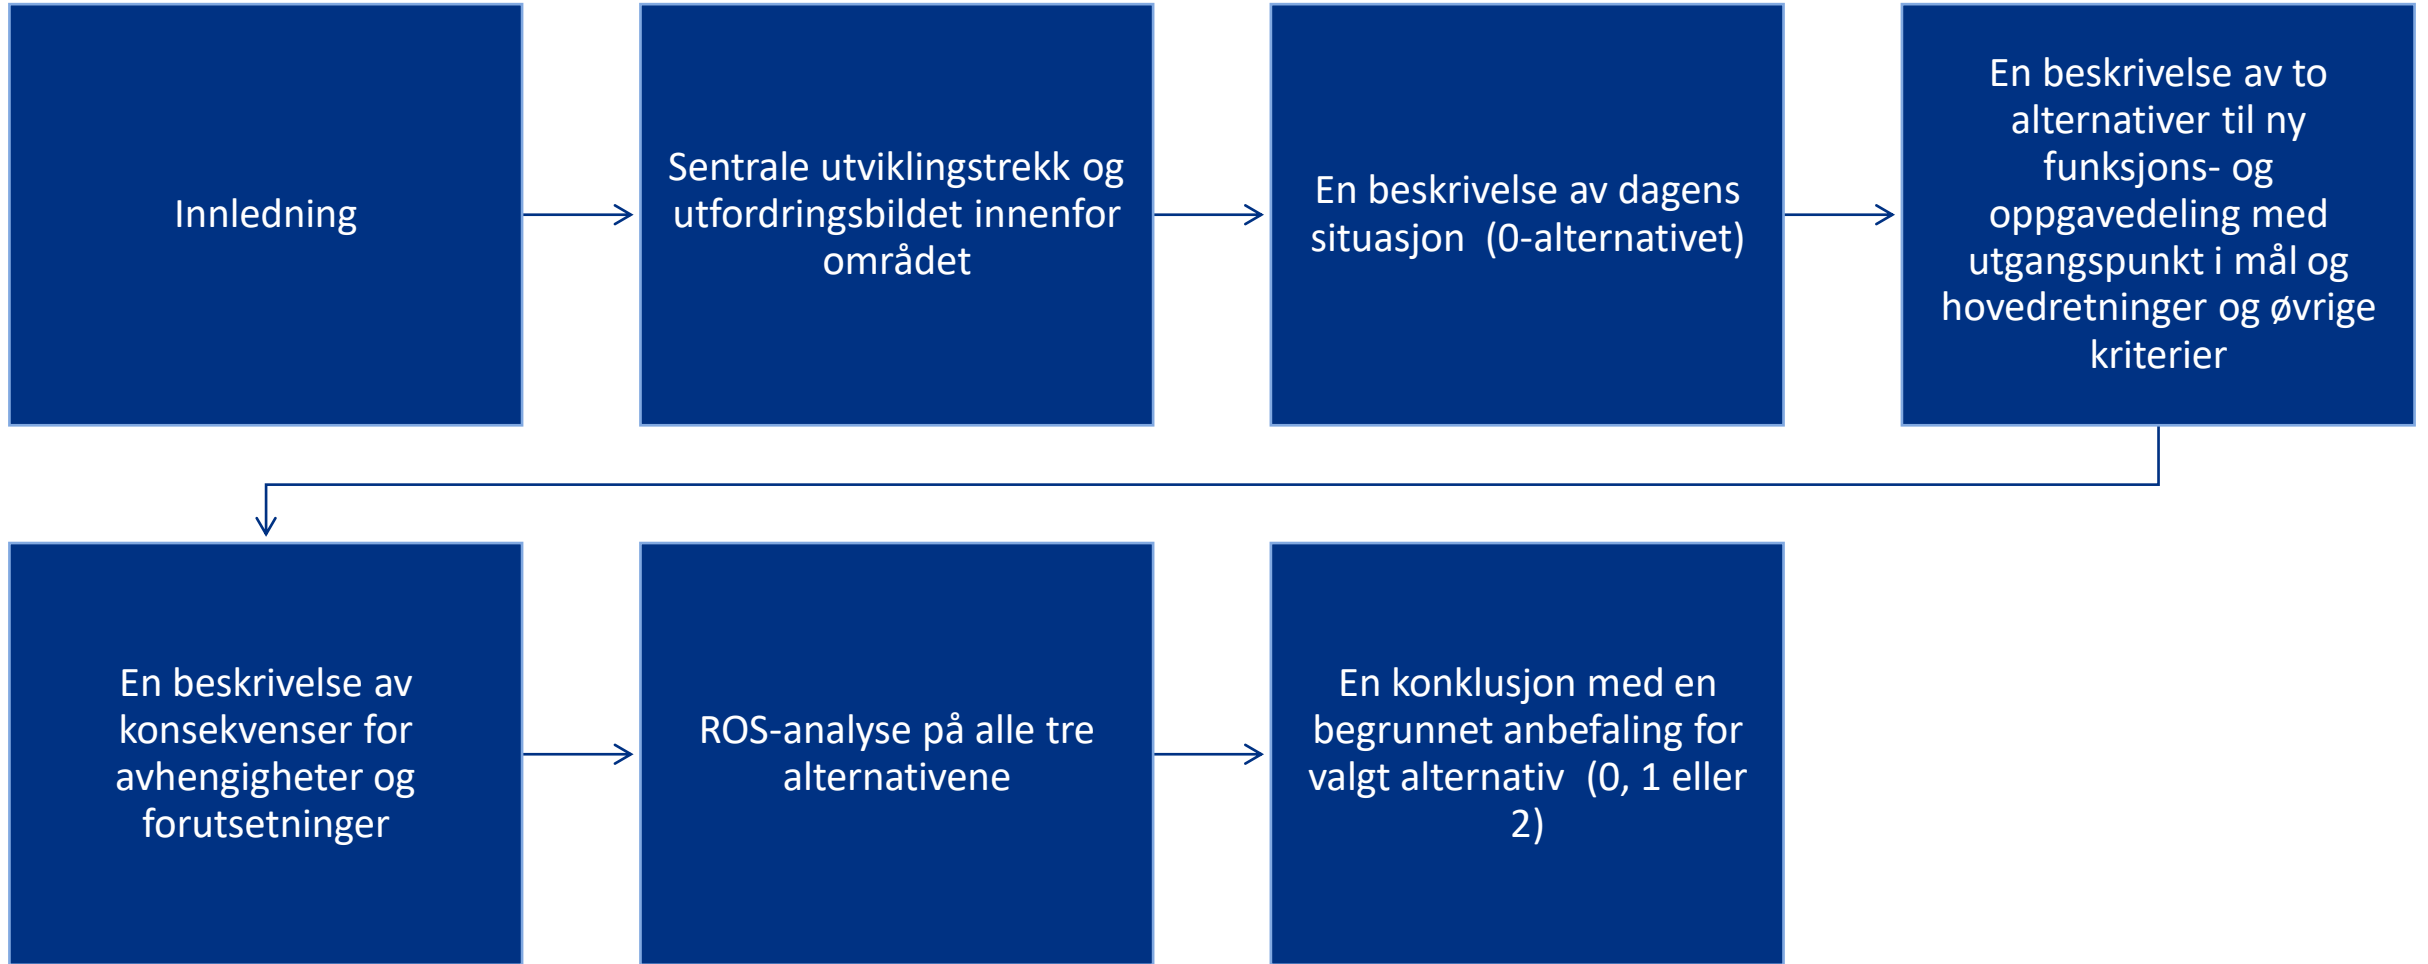 Innledning
Sentrale utviklingstrekk og
utfordringsbildet innenfor
området
En beskrivelse av dagens
situasjon  (0-alternativet)
En beskrivelse av to
alternativer til ny
funksjons- og
oppgavedeling med
utgangspunkt i mål og
hovedretninger og øvrige
kriterier
En beskrivelse av
konsekvenser for
avhengigheter og
forutsetninger
ROS-analyse på alle tre
alternativene
En konklusjon med en
begrunnet anbefaling for
valgt alternativ  (0, 1 eller
2)